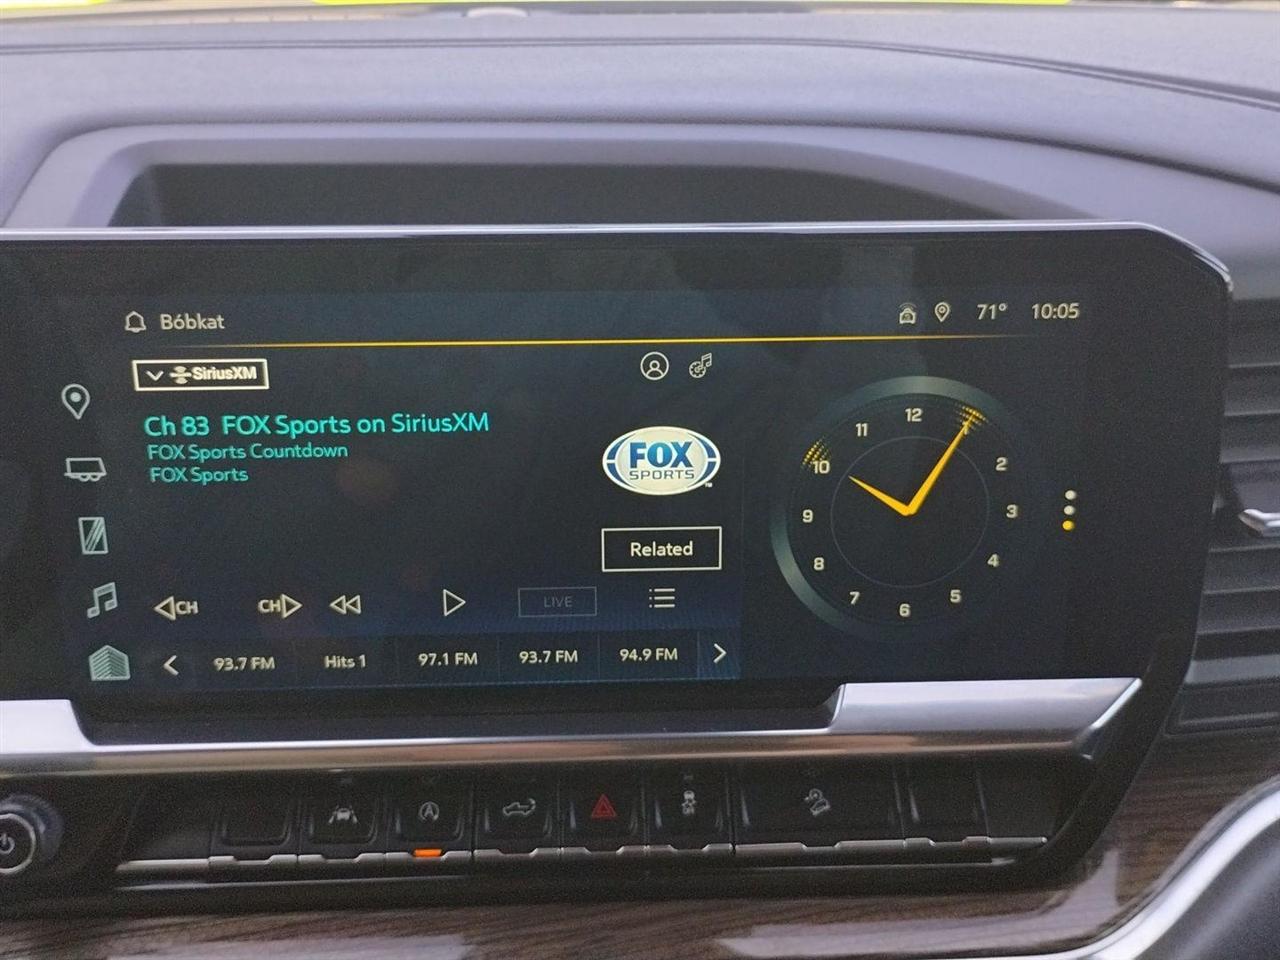 Bóbkat
71° 10:05
SiriusXM
Ch 83 FOX Sports on SiriusXM
FOX Sports Countdown
FOX Sports
FOX
SPORTS
Related
CH
CH
LIVE
93.7 FM
Hits 1
97.1 FM
93.7 FM
94.9 FM
12
1
2
3
4
5
6
7
8
9
10
11